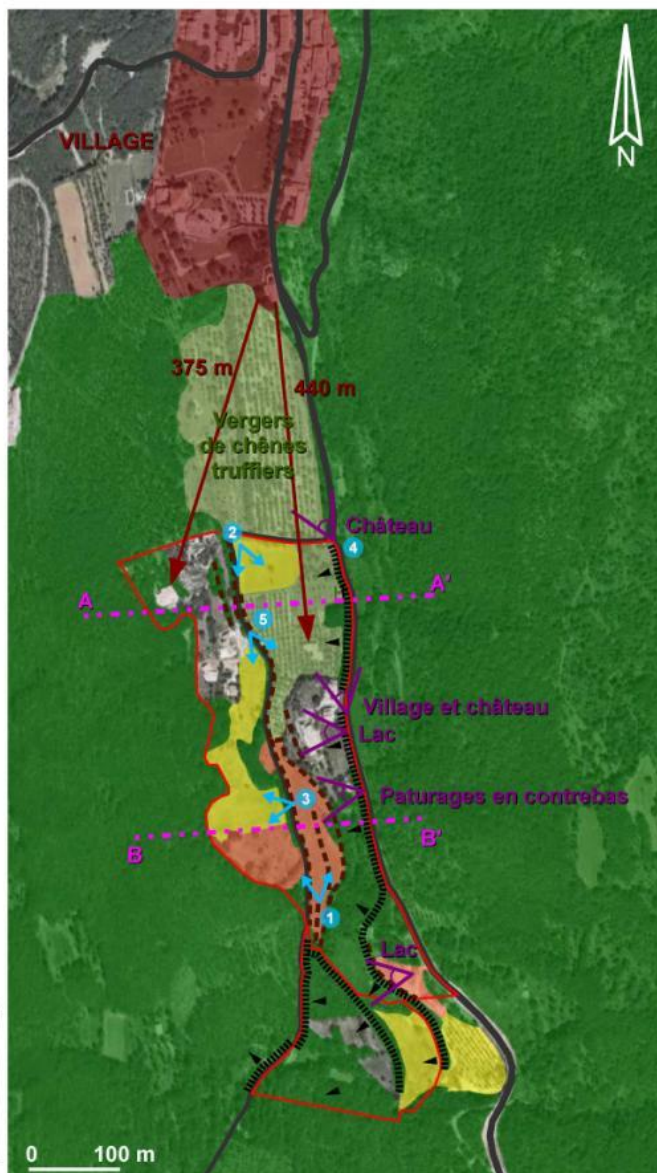 N
VILLAGE
375 m
440 m
Vergers
de chênes
truffiers
2
Château
4
A
A'
5
Village et château
Lac
3
Paturages en contrebas
B
B'
1
Lac
0 100 m